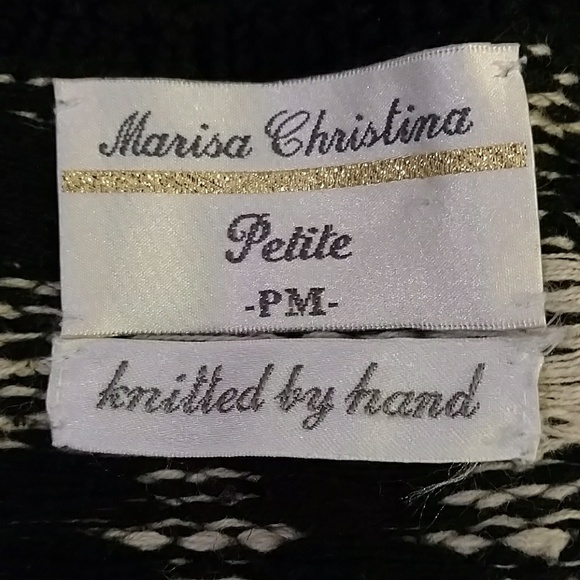 Marisa Christina
Petite
-PM-
knitted by hand